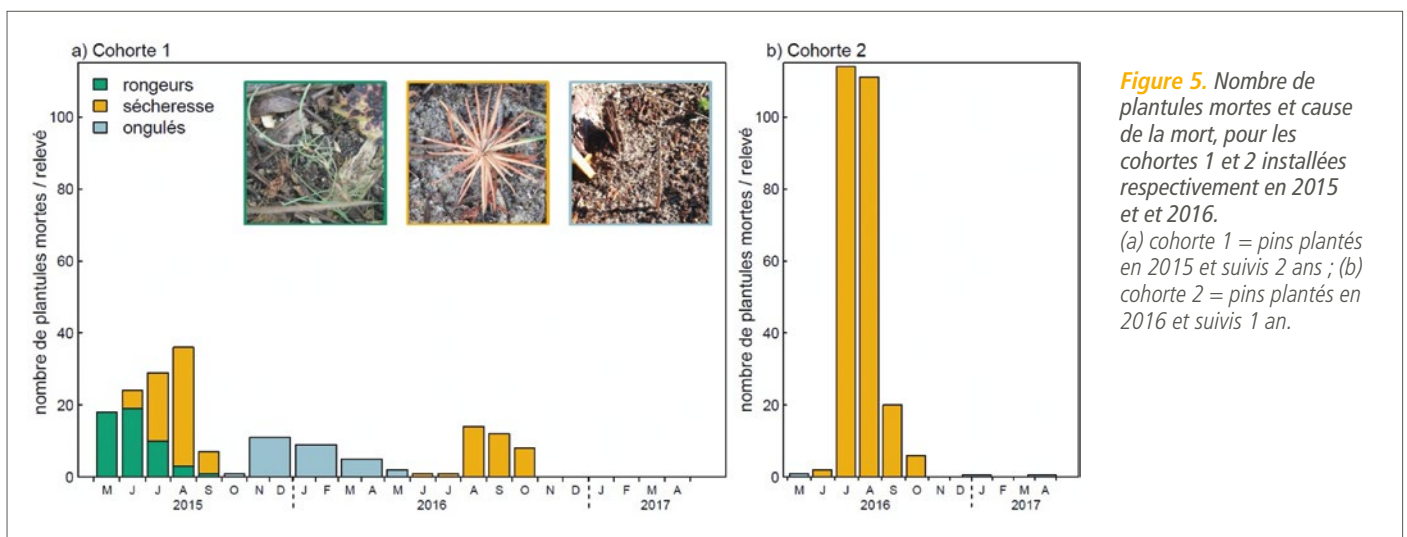 a) Cohorte 1
rongeurs
sécheresse
ongulés
nombre de plantules mortes / relevé
100
80
60
40
20
0
M J J A S O N D J F M A M J J A S O N D J F M A
2015 2016 2017
b) Cohorte 2
nombre de plantules mortes / relevé
100
80
60
40
20
0
M J J A S O N D J F M A
2016 2017
Figure 5. Nombre de
plantules mortes et cause
de la mort, pour les
cohortes 1 et 2 installées
respectivement en 2015
et et 2016.
(a) cohorte 1 = pins plantés
en 2015 et suivis 2 ans ; (b)
cohorte 2 = pins plantés en
2016 et suivis 1 an.